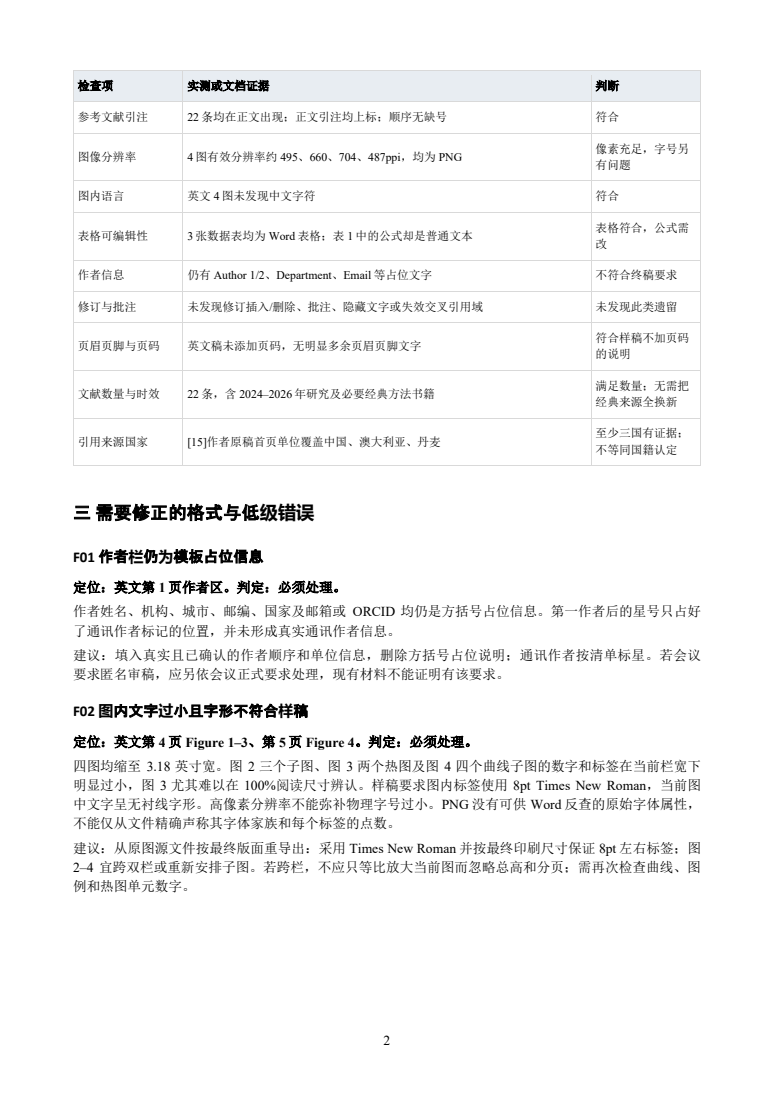 检查项 实测或文档证据 判断
参考文献引注 22 条均在正文出现；正文引注均上标；顺序无缺号 符合
图像分辨率 4 图有效分辨率约 495、660、704、487ppi，均为 PNG 像素充足，字号另
有问题
图内语言 英文 4 图未发现中文字符 符合
表格可编辑性 3 张数据表均为 Word 表格；表 1 中的公式却是普通文本 表格符合，公式需
改
作者信息 仍有 Author 1/2、Department、Email 等占位文字 不符合终稿要求
修订与批注 未发现修订插入/删除、批注、隐藏文字或失效交叉引用域 未发现此类遗留
页眉页脚与页码 英文稿未添加页码，无明显多余页眉页脚文字 符合样稿不加页码
的说明
文献数量与时效 22 条，含 2024–2026 年研究及必要经典方法书籍 满足数量；无需把
经典来源全换新
引用来源国家 [15]作者原稿首页单位覆盖中国、澳大利亚、丹麦 至少三国有证据；
不等同国籍认定
三 需要修正的格式与低级错误
F01 作者栏仍为模板占位信息
定位：英文第 1 页作者区。判定：必须处理。
作者姓名、机构、城市、邮编、国家及邮箱或 ORCID 均仍是方括号占位信息。第一作者后的星号只占好
了通讯作者标记的位置，并未形成真实通讯作者信息。
建议：填入真实且已确认的作者顺序和单位信息，删除方括号占位说明；通讯作者按清单标星。若会议
要求匿名审稿，应另依会议正式要求处理，现有材料不能证明有该要求。
F02 图内文字过小且字形不符合样稿
定位：英文第 4 页 Figure 1–3、第 5 页 Figure 4。判定：必须处理。
四图均缩至 3.18 英寸宽。图 2 三个子图、图 3 两个热图及图 4 四个曲线子图的数字和标签在当前栏宽下
明显过小，图 3 尤其难以在 100%阅读尺寸辨认。样稿要求图内标签使用 8pt Times New Roman，当前图
中文字呈无衬线字形。高像素分辨率不能弥补物理字号过小。PNG 没有可供 Word 反查的原始字体属性，
不能仅从文件精确声称其字体家族和每个标签的点数。
建议：从原图源文件按最终版面重导出：采用 Times New Roman 并按最终印刷尺寸保证 8pt 左右标签；图
2–4 宜跨双栏或重新安排子图。若跨栏，不应只等比放大当前图而忽略总高和分页；需再次检查曲线、图
例和热图单元数字。
2